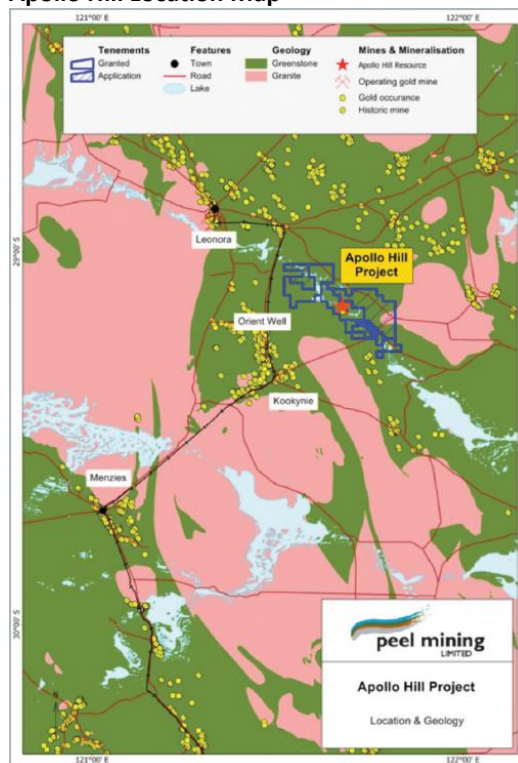 Apollo Hill Location Map
121°00' E
122°00' E
Tenements
Granted
Application
Features
Town
Road
Lake
Geology
Greenstone
Granite
Mines & Mineralisation
Apollo Hill Resource
Operating gold mine
Gold occurance
Historic mine
Leonora
29°00' S
Apollo Hill
Project
Orient Well
Kookynie
Menzies
30°00' S
peel mining
LIMITED
Apollo Hill Project
Location & Geology
N
121°00' E
122°00' E